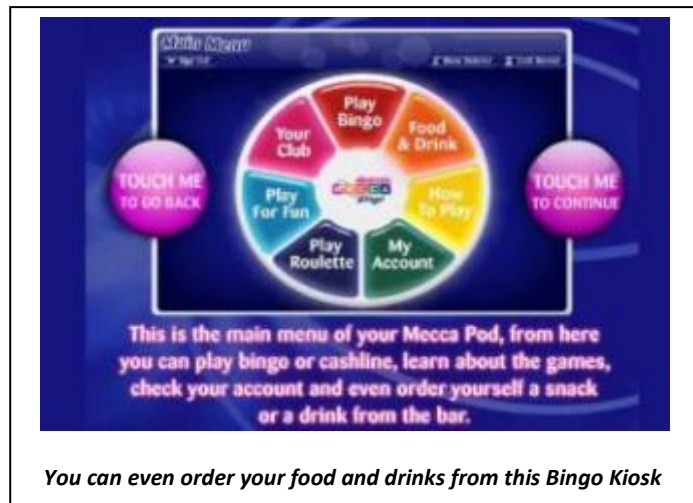 Main Menu
Play
Bingo
Food
& Drink
How
To Play
My
Account
Play
Roulette
Play
For Fun
Your
Club
bingo
TOUCH ME
TO GO BACK
TOUCH ME
TO CONTINUE
This is the main menu of your Mecca Pod, from here
you can play bingo or cashline, learn about the games,
check your account and even order yourself a snack
or a drink from the bar.
You can even order your food and drinks from this Bingo Kiosk